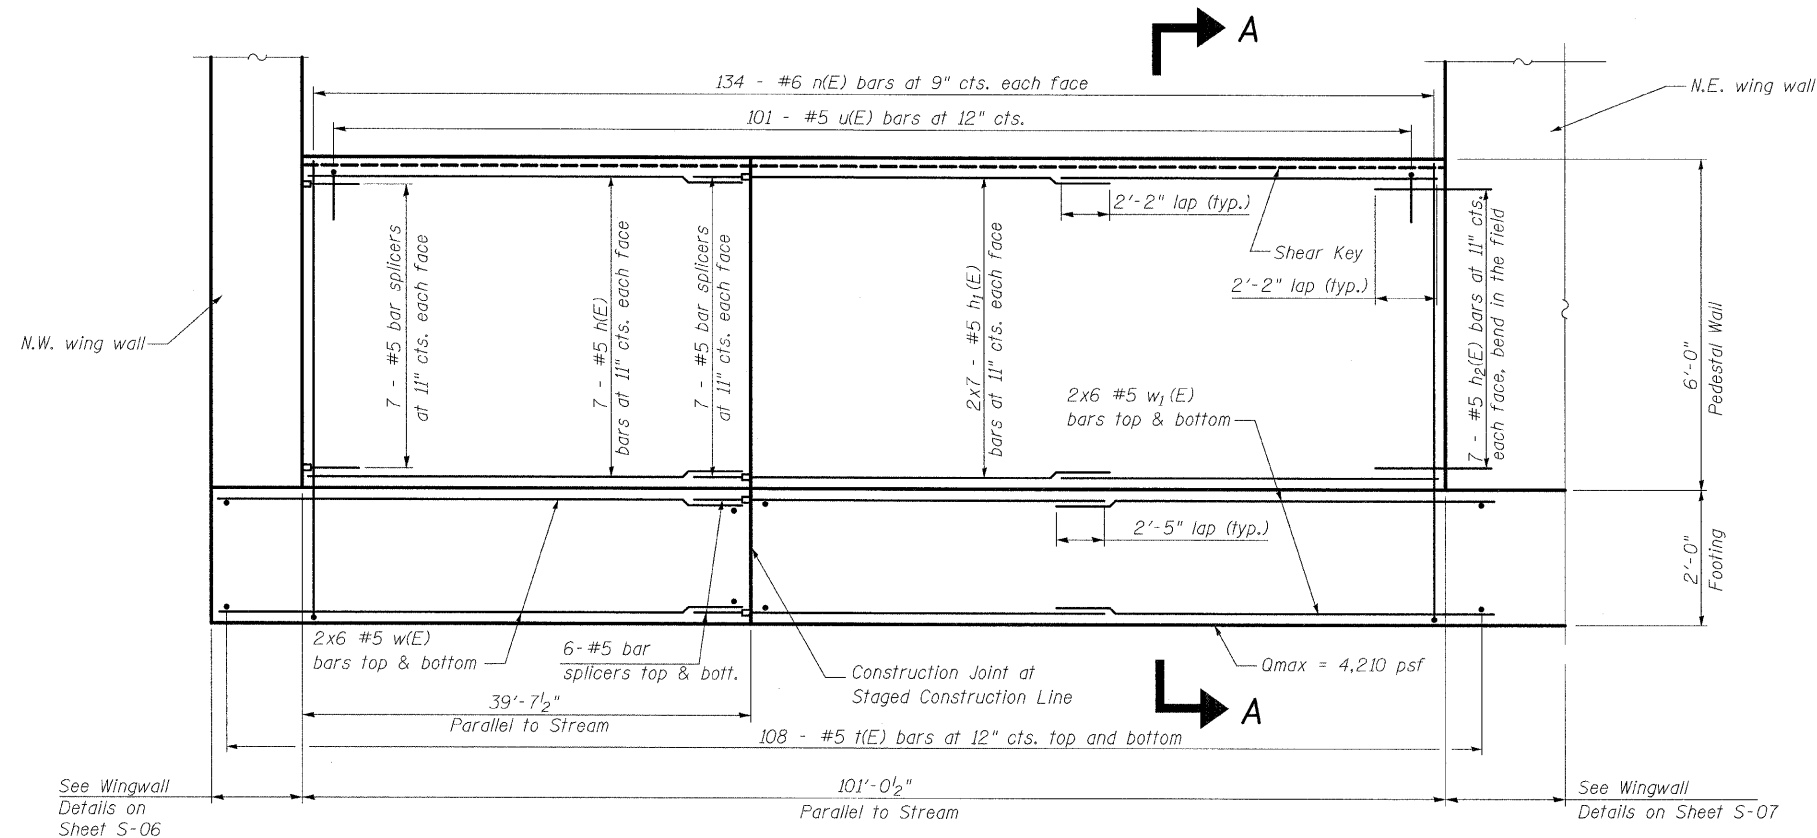 A
134 - #6 n(E) bars at 9" cts. each face
N.E. wing wall
101 - #5 u(E) bars at 12" cts.
2'-2" lap (typ.)
Shear Key
2'-2" lap (typ.)
N.W. wing wall
7 - #5 bar splicers
at 11" cts. each face
7 - #5 h(E)
bars at 11" cts. each face
7 - #5 bar splicers
at 11" cts. each face
2x7 - #5 h1(E)
bars at 11" cts. each face
7 - #5 h2(E) bars at 11" cts.
each face, bend in the field
6'-0"
Pedestal Wall
2x6 #5 w1(E)
bars top & bottom
2'-5" lap (typ.)
2'-0"
Footing
2x6 #5 w(E)
bars top & bottom
6-#5 bar
splicers top & bott.
Construction Joint at
Staged Construction Line
Qmax = 4,210 psf
A
39'-7½"
Parallel to Stream
108 - #5 t(E) bars at 12" cts. top and bottom
See Wingwall
Details on
Sheet S-06
101'-0½"
Parallel to Stream
See Wingwall
Details on Sheet S-07